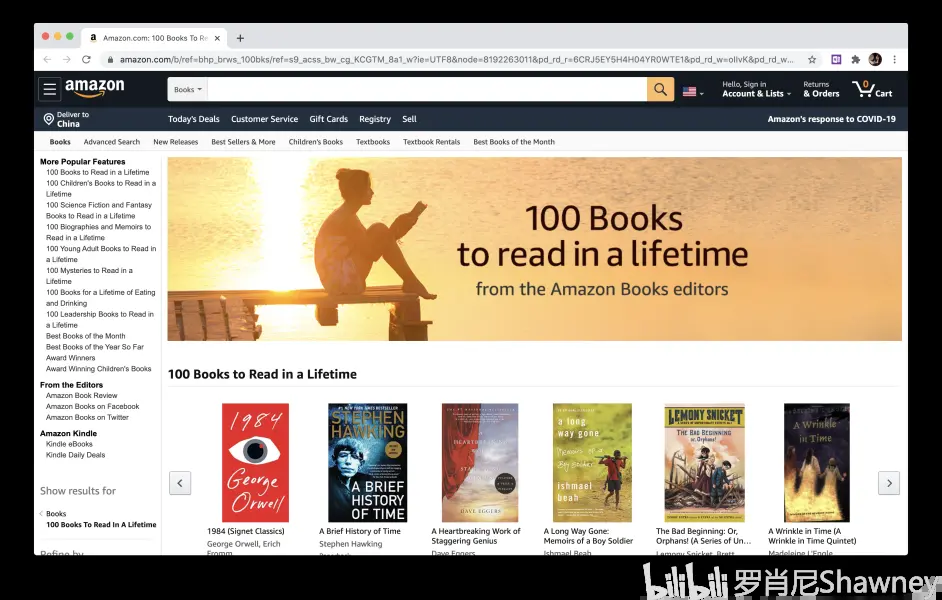 Amazon.com: 100 Books To Re
amazon.com/b/ref=bhp_brws_100bks/ref=s9_acss_bw_cg_KCGTM_8a1_w?ie=UTF8&node=8192263011&pd_rd_r=6CRJ5EY5H4H04YR0WTE1&pd_rd_w=oIIvK&pd_rd_w...
amazon
Books
Hello, Sign in
Account & Lists
Returns
& Orders
0
Cart
Deliver to
China
Today's Deals Customer Service Gift Cards Registry Sell
Amazon's response to COVID-19
Books Advanced Search New Releases Best Sellers & More Children's Books Textbooks Textbook Rentals Best Books of the Month
More Popular Features
100 Books to Read in a Lifetime
100 Children's Books to Read in a
Lifetime
100 Science Fiction and Fantasy
Books to Read in a Lifetime
100 Biographies and Memoirs to
Read in a Lifetime
100 Young Adult Books to Read in
a Lifetime
100 Mysteries to Read in a
Lifetime
100 Books for a Lifetime of Eating
and Drinking
100 Leadership Books to Read in
a Lifetime
Best Books of the Month
Best Books of the Year So Far
Award Winners
Award Winning Children's Books
From the Editors
Amazon Book Review
Amazon Books on Facebook
Amazon Books on Twitter
Amazon Kindle
Kindle eBooks
Kindle Daily Deals
Show results for
Books
100 Books To Read In A Lifetime
Refine by
100 Books
to read in a lifetime
from the Amazon Books editors
100 Books to Read in a Lifetime
1984
George
Orwell
#1 NEW YORK TIMES BESTSELLER
STEPHEN
HAWKING
A BRIEF
HISTORY
OF TIME
HEARTBREAKING
DAVE EGGERS
a long
way gone
Memoirs of a
Boy Soldier
ishmael
beah
LEMONY SNICKET
THE BAD BEGINNING
or, Orphans!
A Wrinkle
in Time
1984 (Signet Classics)
George Orwell, Erich
Fromm
A Brief History of Time
Stephen Hawking
Paperback
A Heartbreaking Work of
Staggering Genius
Dave Eggers
A Long Way Gone:
Memoirs of a Boy Soldier
Ishmael Beah
The Bad Beginning: Or,
Orphans! (A Series of Un...
Lemony Snicket, Brett
A Wrinkle in Time (A
Wrinkle in Time Quintet)
Madeleine L'Engle
bilibili 罗肖尼Shawney